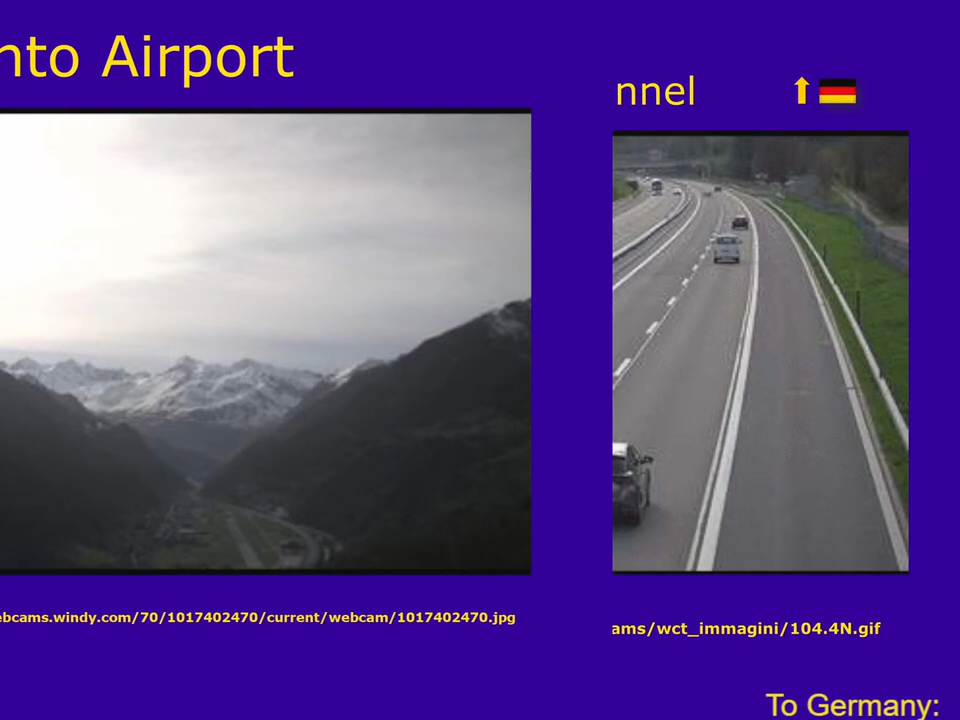 nto Airport
nnel
ebcams.windy.com/70/1017402470/current/webcam/1017402470.jpg
ams/wct_immagini/104.4N.gif
To Germany: